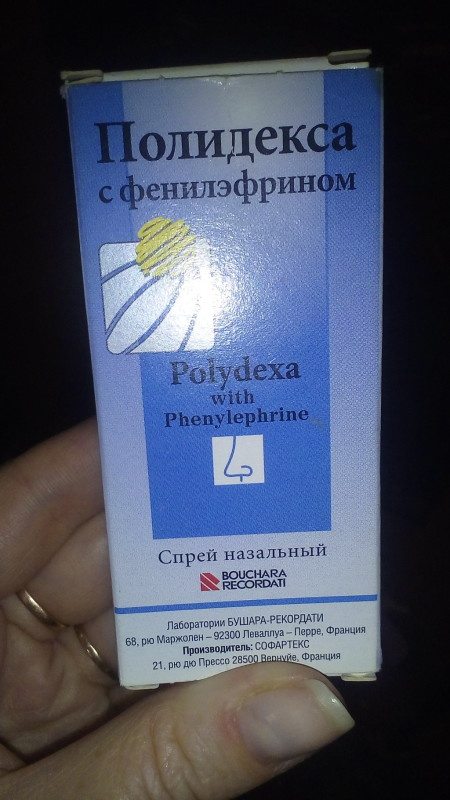 Полидекса
с фенилэфрином
Polydexa
with
Phenylephrine
Спрей назальный
BOUCHARA
RECORDATI
Лаборатории БУШАРА-РЕКОРДАТИ
68, рю Маржолен – 92300 Леваллуа – Перре, Франция
Производитель: СОФАРТЕКС
21, рю дю Прессо 28500 Вернуйе, Франция